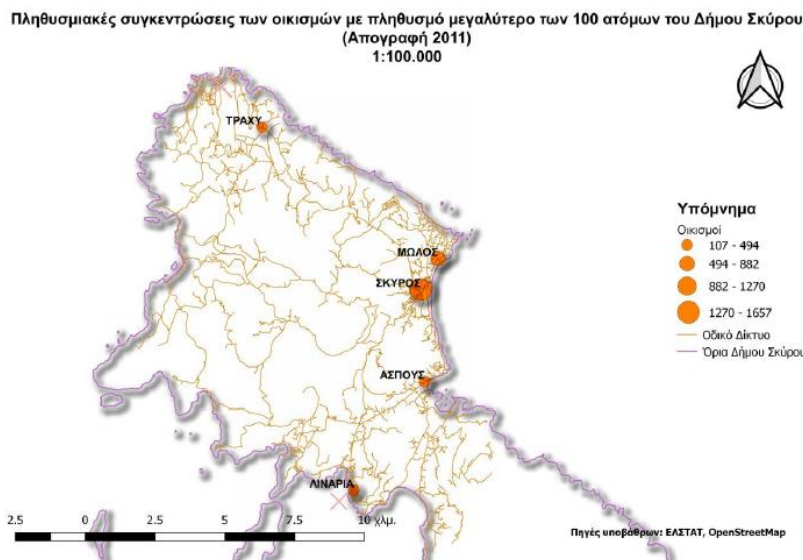 Πληθυσμιακές συγκεντρώσεις των οικισμών με πληθυσμό μεγαλύτερο των 100 ατόμων του Δήμου Σκύρου
(Απογραφή 2011)
1:100.000
ΤΡΑΧΥ
ΜΩΛΟΣ
ΣΚΥΡΟΣ
ΑΣΠΟΥΣ
ΛΙΝΑΡΙΑ
Υπόμνημα
Οικισμοί
107 - 494
494 - 882
882 - 1270
1270 - 1657
Οδικό Δίκτυο
Όρια Δήμου Σκύρου
2.5 0 2.5 5 7.5 10 χλμ.
Πηγές υποβάθρων: ΕΛΣΤΑΤ, OpenStreetMap